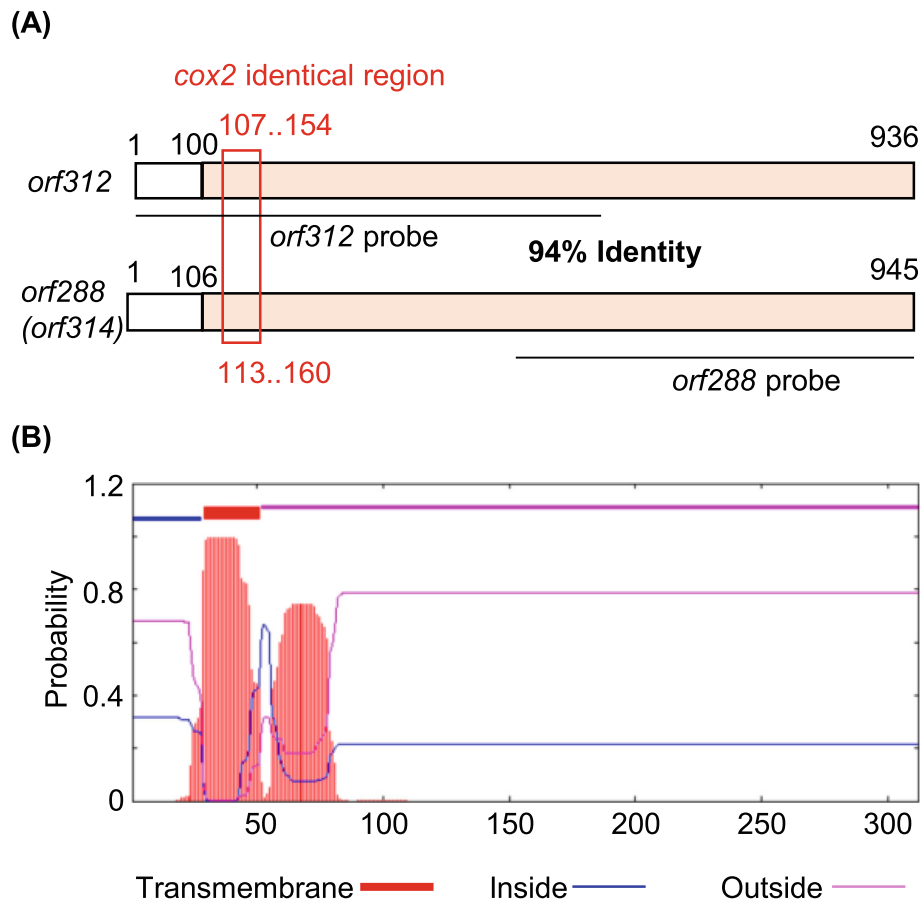 (A)
cox2 identical region
107..154
1 100 936
orf312
orf312 probe
94% Identity
1 106 945
orf288
(orf314)
113..160
orf288 probe
(B)
1.2
0.8
0.4
0
Probability
50 100 150 200 250 300
Transmembrane Inside Outside